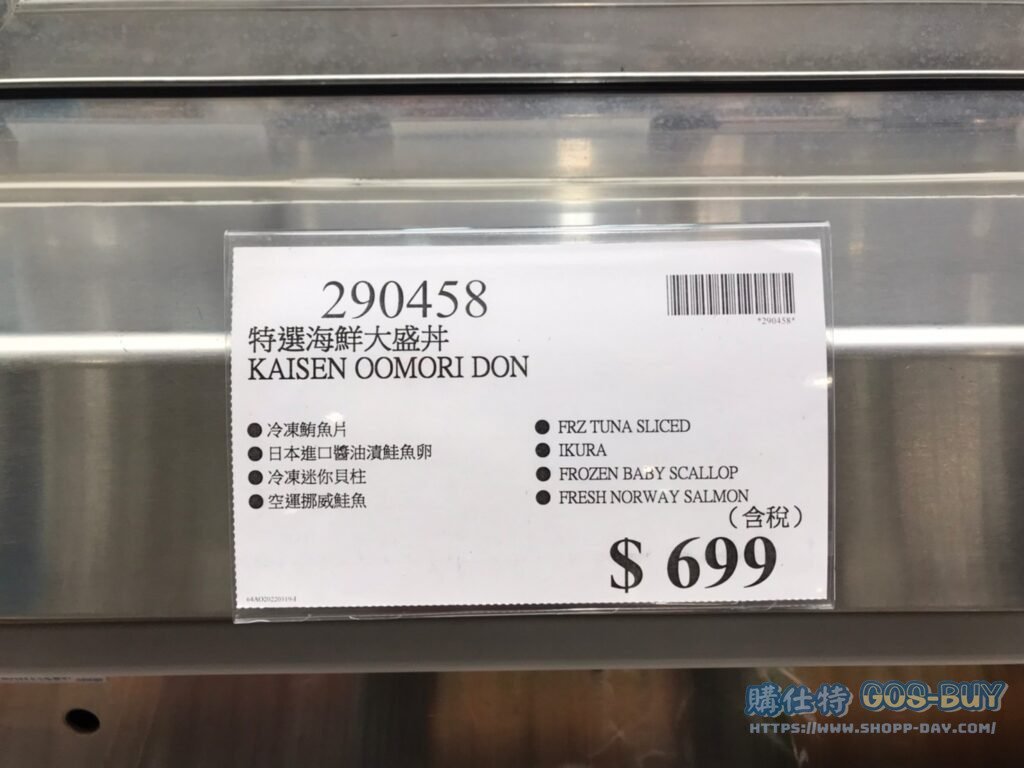 290458
*290458*
特選海鮮大盛丼
KAISEN OOMORI DON
● 冷凍鮪魚片
● 日本進口醬油漬鮭魚卵
● 冷凍迷你貝柱
● 空運挪威鮭魚
● FRZ TUNA SLICED
● IKURA
● FROZEN BABY SCALLOP
● FRESH NORWAY SALMON
（含稅）
$ 699
購仕特 GOS-BUY
HTTPS://WWW.SHOPP-DAY.COM/